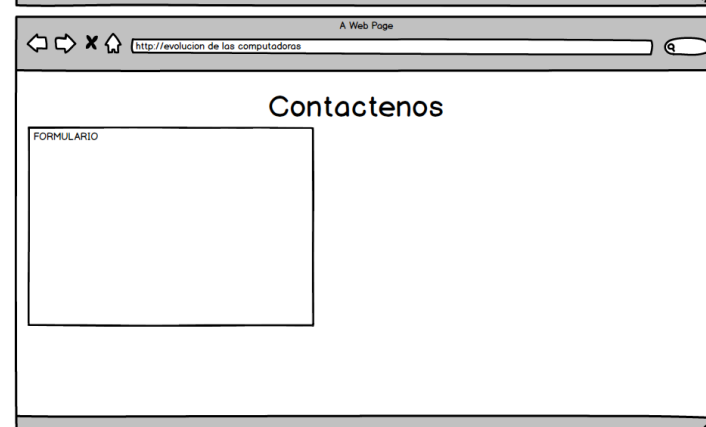 A Web Page
http://evolucion de las computadoras
Contactenos
FORMULARIO